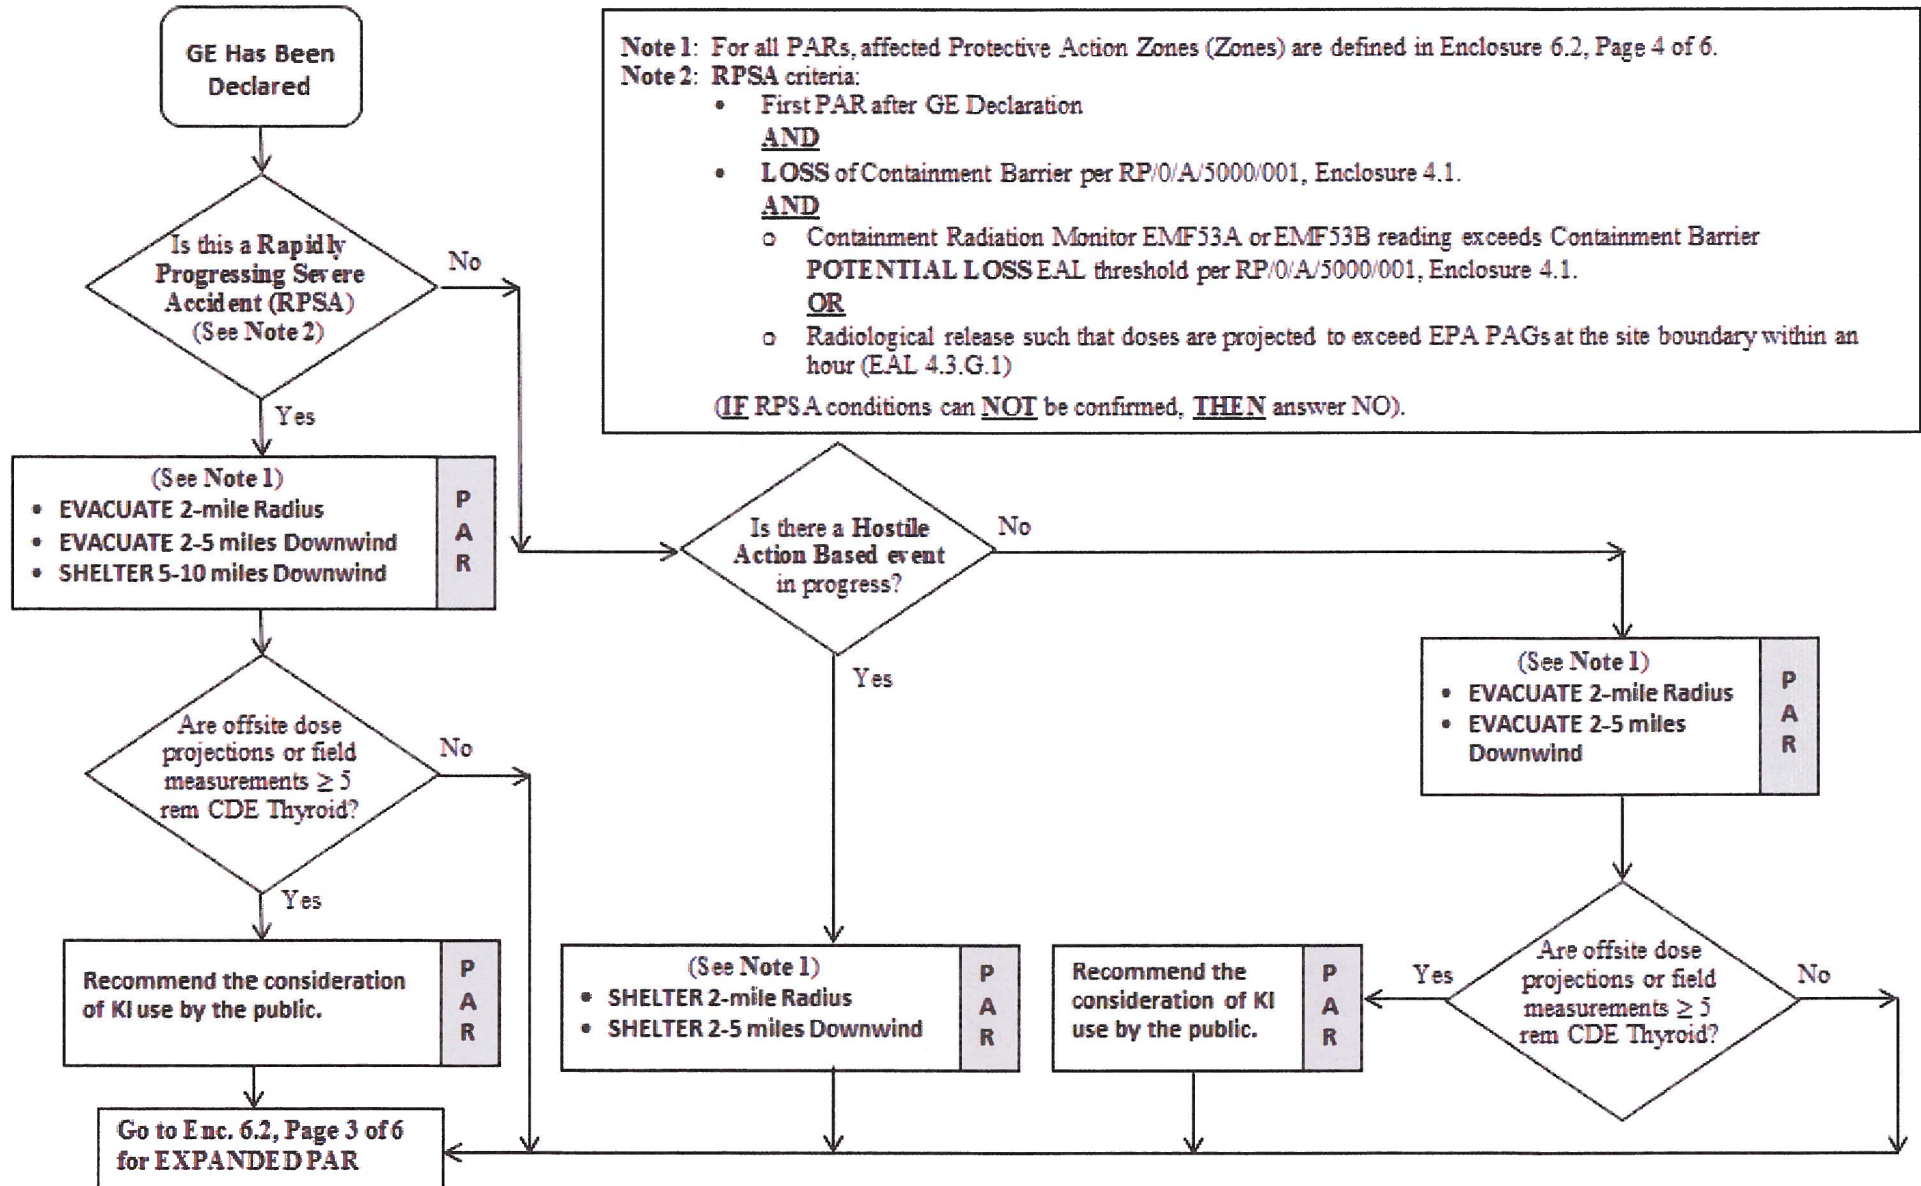 GE Has Been
Declared
Note 1: For all PARs, affected Protective Action Zones (Zones) are defined in Enclosure 6.2, Page 4 of 6.
Note 2: RPSA criteria:
• First PAR after GE Declaration
AND
• LOSS of Containment Barrier per RP/0/A/5000/001, Enclosure 4.1.
AND
o Containment Radiation Monitor EMF53A or EMF53B reading exceeds Containment Barrier
POTENTIAL LOSS EAL threshold per RP/0/A/5000/001, Enclosure 4.1.
OR
o Radiological release such that doses are projected to exceed EPA PAGs at the site boundary within an
hour (EAL 4.3.G.1)
(IF RPSA conditions can NOT be confirmed, THEN answer NO).
Is this a Rapidly
Progressing Severe
Accident (RPSA)
(See Note 2)
No
Yes
(See Note 1)
• EVACUATE 2-mile Radius
• EVACUATE 2-5 miles Downwind
• SHELTER 5-10 miles Downwind
P
A
R
Is there a Hostile
Action Based event
in progress?
No
Yes
(See Note 1)
• EVACUATE 2-mile Radius
• EVACUATE 2-5 miles
Downwind
P
A
R
Are offsite dose
projections or field
measurements ≥ 5
rem CDE Thyroid?
No
Yes
Recommend the consideration
of KI use by the public.
P
A
R
(See Note 1)
• SHELTER 2-mile Radius
• SHELTER 2-5 miles Downwind
P
A
R
Recommend the
consideration of KI
use by the public.
P
A
R
Yes
Are offsite dose
projections or field
measurements ≥ 5
rem CDE Thyroid?
No
Go to Enc. 6.2, Page 3 of 6
for EXPANDED PAR